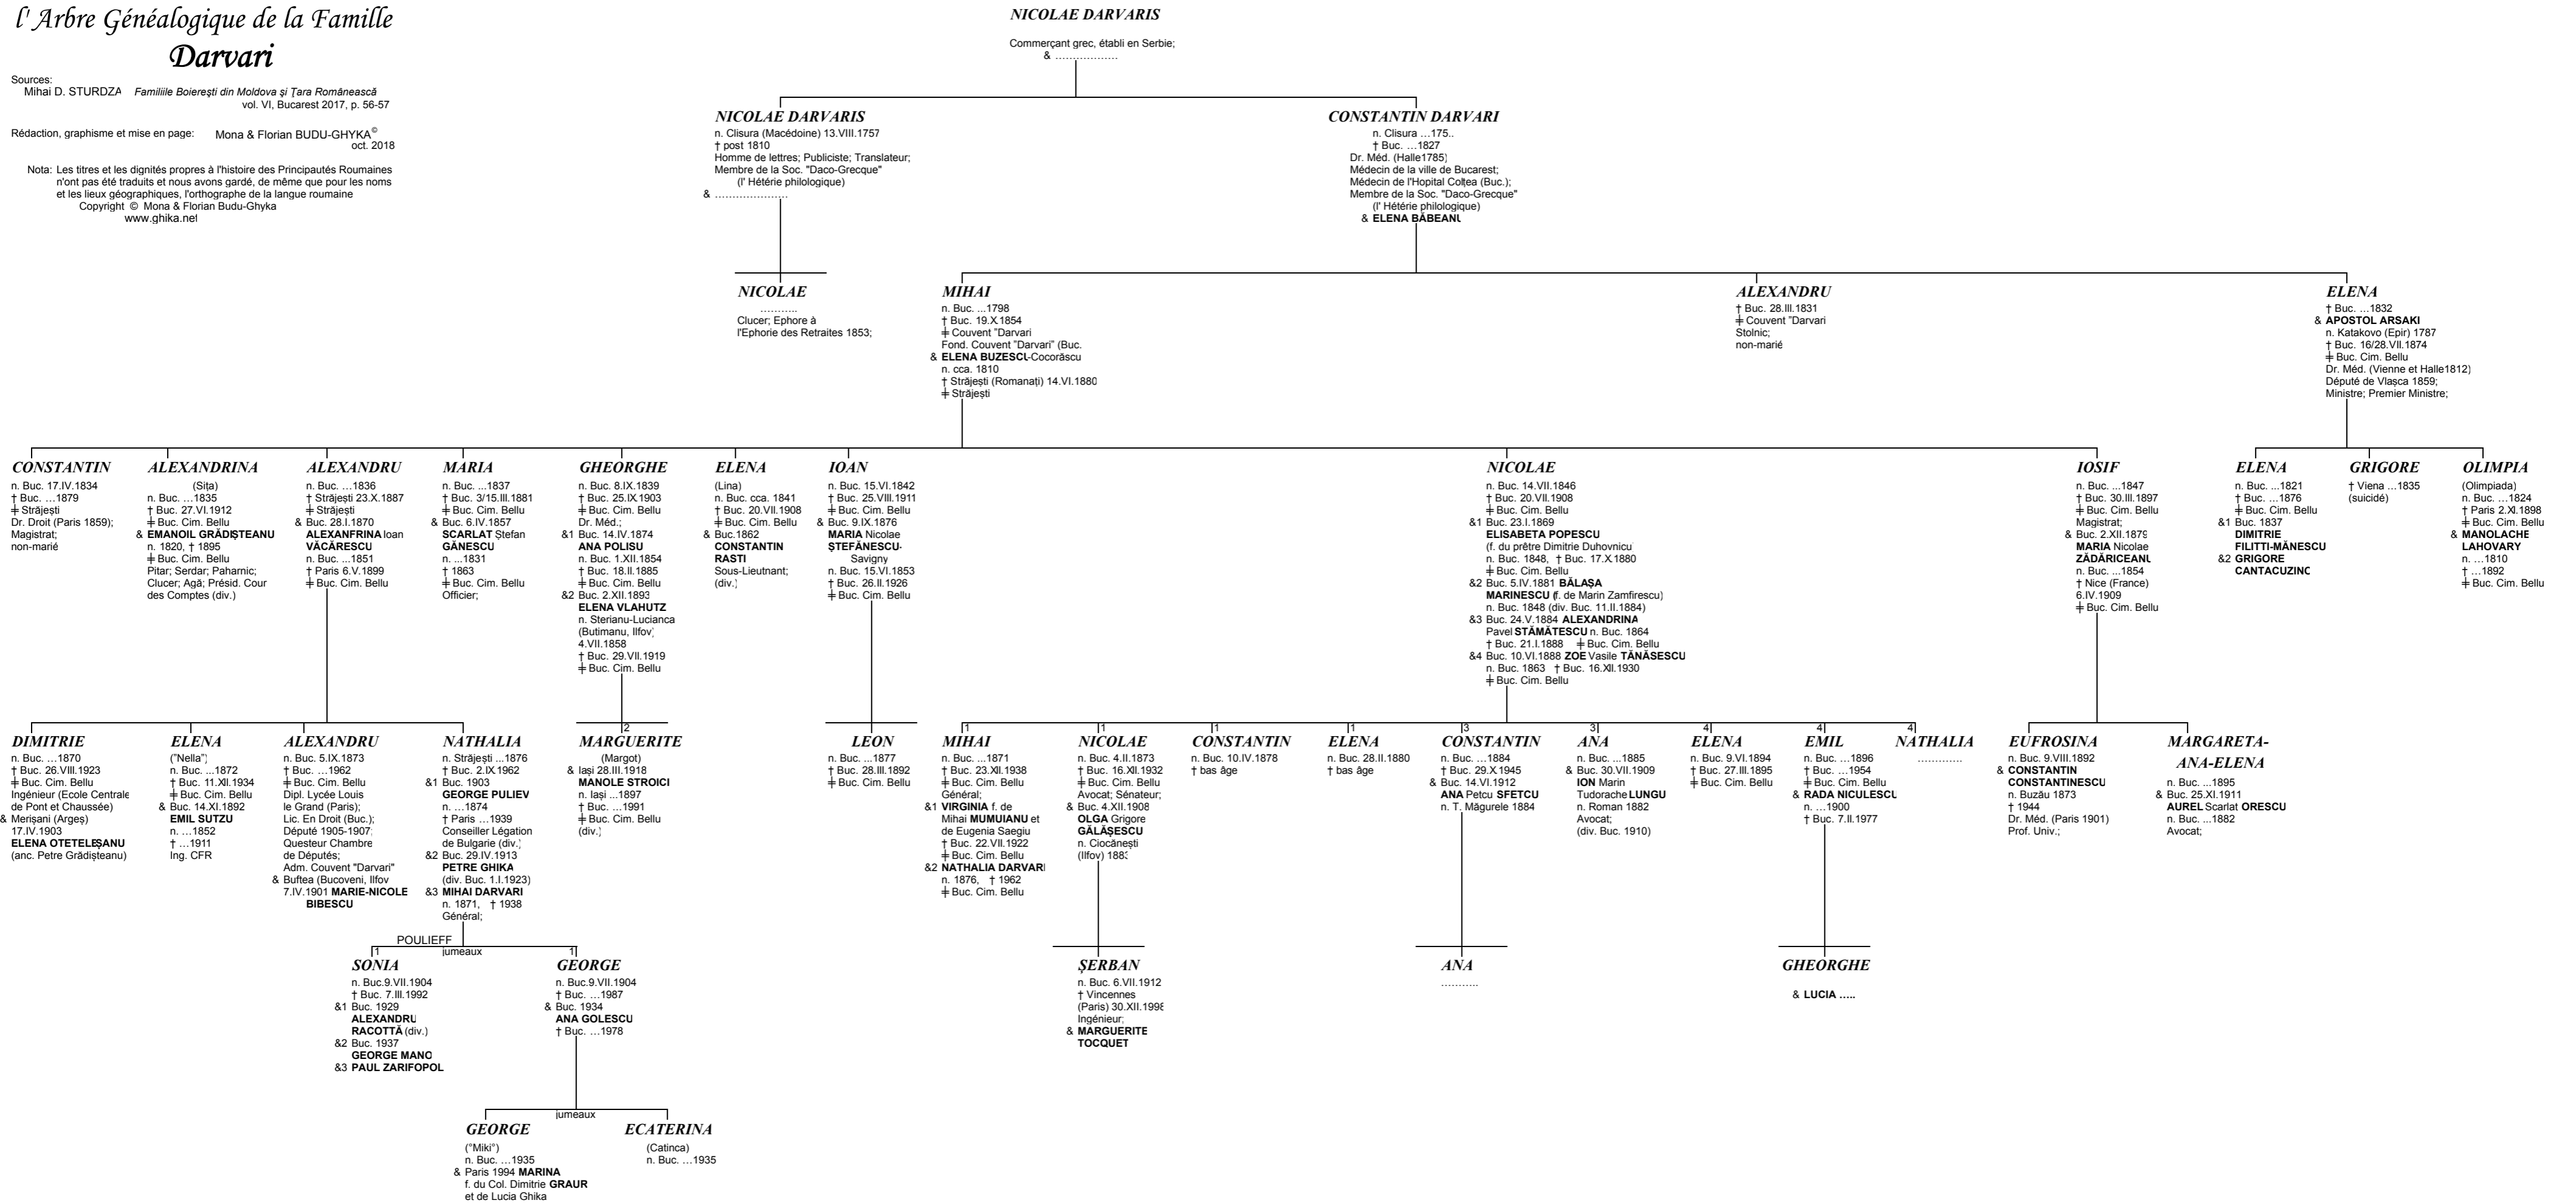 l' Arbre Généalogique de la Famille
Darvari
Sources:
Mihai D. STURDZA Familiile Boierești din Moldova și Țara Românească
vol. VI, Bucarest 2017, p. 56-57
Rédaction, graphisme et mise en page: Mona & Florian BUDU-GHYKA©
oct. 2018
Nota: Les titres et les dignités propres à l'histoire des Principautés Roumaines
n'ont pas été traduits et nous avons gardé, de même que pour les noms
et les lieux géographiques, l'orthographe de la langue roumaine
Copyright © Mona & Florian Budu-Ghyka
www.ghika.net
NICOLAE DARVARIS
Commerçant grec, établi en Serbie;
& ..................
NICOLAE DARVARIS
n. Clisura (Macédoine) 13.VIII.1757
† post 1810
Homme de lettres; Publiciste; Translateur;
Membre de la Soc. "Daco-Grecque"
(l' Hétérie philologique)
& .....................
CONSTANTIN DARVARI
n. Clisura ...175..
† Buc. ...1827
Dr. Méd. (Halle1785)
Médecin de la ville de Bucarest;
Médecin de l'Hopital Colțea (Buc.);
Membre de la Soc. "Daco-Grecque"
(l' Hétérie philologique)
& ELENA BĂBEANU
NICOLAE
...........
Clucer; Ephore à
l'Ephorie des Retraites 1853;
MIHAI
n. Buc. ...1798
† Buc. 19.X.1854
ǂ Couvent "Darvari
Fond. Couvent "Darvari" (Buc.
& ELENA BUZESCU-Cocorăscu
n. cca. 1810
† Străjești (Romanați) 14.VI.1880
ǂ Străjești
ALEXANDRU
† Buc. 28.III.1831
ǂ Couvent "Darvari
Stolnic;
non-marié
ELENA
† Buc. ...1832
& APOSTOL ARSAKI
n. Katakovo (Epir) 1787
† Buc. 16/28.VII.1874
ǂ Buc. Cim. Bellu
Dr. Méd. (Vienne et Halle1812)
Député de Vlașca 1859;
Ministre; Premier Ministre;
CONSTANTIN
n. Buc. 17.IV.1834
† Buc. ...1879
ǂ Străjești
Dr. Droit (Paris 1859);
Magistrat;
non-marié
ALEXANDRINA
(Sița)
n. Buc. ...1835
† Buc. 27.VI.1912
ǂ Buc. Cim. Bellu
& EMANOIL GRĂDIȘTEANU
n. 1820, † 1895
ǂ Buc. Cim. Bellu
Pitar; Serdar; Paharnic;
Clucer; Agă; Présid. Cour
des Comptes (div.)
ALEXANDRU
n. Buc. ...1836
† Străjești 23.X.1887
ǂ Străjești
& Buc. 28.I.1870
ALEXANFRINA Ioan
VĂCĂRESCU
n. Buc. ...1851
† Paris 6.V.1899
ǂ Buc. Cim. Bellu
MARIA
n. Buc. ...1837
† Buc. 3/15.III.1881
ǂ Buc. Cim. Bellu
& Buc. 6.IV.1857
SCARLAT Ștefan
GĂNESCU
n. ...1831
† 1863
ǂ Buc. Cim. Bellu
Officier;
GHEORGHE
n. Buc. 8.IX.1839
† Buc. 25.IX.1903
ǂ Buc. Cim. Bellu
Dr. Méd.;
&1 Buc. 14.IV.1874
ANA POLISU
n. Buc. 1.XII.1854
† Buc. 18.II.1885
ǂ Buc. Cim. Bellu
&2 Buc. 2.XII.1893
ELENA VLAHUTZ
n. Sterianu-Lucianca
(Butimanu, Ilfov)
4.VII.1858
† Buc. 29.VII.1919
ǂ Buc. Cim. Bellu
ELENA
(Lina)
n. Buc. cca. 1841
† Buc. 20.VII.1908
ǂ Buc. Cim. Bellu
& Buc.1862
CONSTANTIN
RASTI
Sous-Lieutnant;
(div.)
IOAN
n. Buc. 15.VI.1842
† Buc. 25.VIII.1911
ǂ Buc. Cim. Bellu
& Buc. 9.IX.1876
MARIA Nicolae
ȘTEFĂNESCU-
Savigny
n. Buc. 15.VI.1853
† Buc. 26.II.1926
ǂ Buc. Cim. Bellu
NICOLAE
n. Buc. 14.VII.1846
† Buc. 20.VII.1908
ǂ Buc. Cim. Bellu
&1 Buc. 23.I.1869
ELISABETA POPESCU
(f. du prêtre Dimitrie Duhovnicu
n. Buc. 1848, † Buc. 17.X.1880
ǂ Buc. Cim. Bellu
&2 Buc. 5.IV.1881 BĂLAȘA
MARINESCU (f. de Marin Zamfirescu)
n. Buc. 1848 (div. Buc. 11.II.1884)
&3 Buc. 24.V.1884 ALEXANDRINA
Pavel STĂMĂTESCU n. Buc. 1864
† Buc. 21.I.1888 ǂ Buc. Cim. Bellu
&4 Buc. 10.VI.1888 ZOE Vasile TĂNĂSESCU
n. Buc. 1863 † Buc. 16.XII.1930
ǂ Buc. Cim. Bellu
IOSIF
n. Buc. ...1847
† Buc. 30.III.1897
ǂ Buc. Cim. Bellu
Magistrat;
& Buc. 2.XII.1879
MARIA Nicolae
ZĂDĂRICEANU
n. Buc. ...1854
† Nice (France)
6.IV.1909
ǂ Buc. Cim. Bellu
ELENA
n. Buc. ...1821
† Buc. ...1876
ǂ Buc. Cim. Bellu
&1 Buc. 1837
DIMITRIE
FILITTI-MĂNESCU
&2 GRIGORE
CANTACUZINO
GRIGORE
† Viena ...1835
(suicidé)
OLIMPIA
(Olimpiada)
n. Buc. ...1824
† Paris 2.XI.1898
ǂ Buc. Cim. Bellu
& MANOLACHE
LAHOVARY
n. ...1810
† ...1892
ǂ Buc. Cim. Bellu
DIMITRIE
n. Buc. ...1870
† Buc. 26.VIII.1923
ǂ Buc. Cim. Bellu
Ingénieur (Ecole Centrale
de Pont et Chaussée)
& Merișani (Argeș)
17.IV.1903
ELENA OTETELEȘANU
(anc. Petre Grădișteanu)
ELENA
("Nella")
n. Buc. ...1872
† Buc. 11.XII.1934
ǂ Buc. Cim. Bellu
& Buc. 14.XI.1892
EMIL SUTZU
n. ...1852
† ...1911
Ing. CFR
ALEXANDRU
n. Buc. 5.IX.1873
† Buc. ...1962
ǂ Buc. Cim. Bellu
Dipl. Lycée Louis
le Grand (Paris);
Lic. En Droit (Buc.);
Député 1905-1907;
Questeur Chambre
de Députés;
Adm. Couvent "Darvari"
& Buftea (Bucoveni, Ilfov
7.IV.1901 MARIE-NICOLE
BIBESCU
NATHALIA
n. Străjești ...1876
† Buc. 2.IX.1962
&1 Buc. 1903
GEORGE PULIEV
n. ...1874
† Paris ...1939
Conseiller Légation
de Bulgarie (div.)
&2 Buc. 29.IV.1913
PETRE GHIKA
(div. Buc. 1.I.1923)
&3 MIHAI DARVARI
n. 1871, † 1938
Général;
2
MARGUERITE
(Margot)
& Iași 28.III.1918
MANOLE STROICI
n. Iași ...1897
† Buc. ...1991
ǂ Buc. Cim. Bellu
(div.)
LEON
n. Buc. ...1877
† Buc. 28.III.1892
ǂ Buc. Cim. Bellu
1
MIHAI
n. Buc. ...1871
† Buc. 23.XII.1938
ǂ Buc. Cim. Bellu
Général;
&1 VIRGINIA f. de
Mihai MUMUIANU et
de Eugenia Saegiu
† Buc. 22.VII.1922
ǂ Buc. Cim. Bellu
&2 NATHALIA DARVARI
n. 1876, † 1962
ǂ Buc. Cim. Bellu
1
NICOLAE
n. Buc. 4.II.1873
† Buc. 16.XII.1932
ǂ Buc. Cim. Bellu
Avocat; Sénateur;
& Buc. 4.XII.1908
OLGA Grigore
GĂLĂȘESCU
n. Ciocănești
(Ilfov) 1883
1
CONSTANTIN
n. Buc. 10.IV.1878
† bas âge
1
ELENA
n. Buc. 28.II.1880
† bas âge
3
CONSTANTIN
n. Buc. ...1884
† Buc. 29.X.1945
& Buc. 14.VI.1912
ANA Petcu SFETCU
n. T. Măgurele 1884
3
ANA
n. Buc. ...1885
& Buc. 30.VII.1909
ION Marin
Tudorache LUNGU
n. Roman 1882
Avocat;
(div. Buc. 1910)
4
ELENA
n. Buc. 9.VI.1894
† Buc. 27.III.1895
ǂ Buc. Cim. Bellu
4
EMIL
n. Buc. ...1896
† Buc. ...1954
ǂ Buc. Cim. Bellu
& RADA NICULESCU
n. ...1900
† Buc. 7.II.1977
4
NATHALIA
.............
EUFROSINA
n. Buc. 9.VIII.1892
& CONSTANTIN
CONSTANTINESCU
n. Buzău 1873
† 1944
Dr. Méd. (Paris 1901)
Prof. Univ.;
MARGARETA-
ANA-ELENA
n. Buc. ...1895
& Buc. 25.XI.1911
AUREL Scarlat ORESCU
n. Buc. ...1882
Avocat;
POULIEFF
1 jumeaux 1
SONIA
n. Buc.9.VII.1904
† Buc. 7.III.1992
&1 Buc. 1929
ALEXANDRU
RACOTTĂ (div.)
&2 Buc. 1937
GEORGE MANO
&3 PAUL ZARIFOPOL
GEORGE
n. Buc.9.VII.1904
† Buc. ...1987
& Buc. 1934
ANA GOLESCU
† Buc. ...1978
ȘERBAN
n. Buc. 6.VII.1912
† Vincennes
(Paris) 30.XII.1998
Ingénieur;
& MARGUERITE
TOCQUET
ANA
...........
GHEORGHE
& LUCIA .....
jumeaux
GEORGE
("Miki")
n. Buc. ...1935
& Paris 1994 MARINA
f. du Col. Dimitrie GRAUR
et de Lucia Ghika
ECATERINA
(Catinca)
n. Buc. ...1935